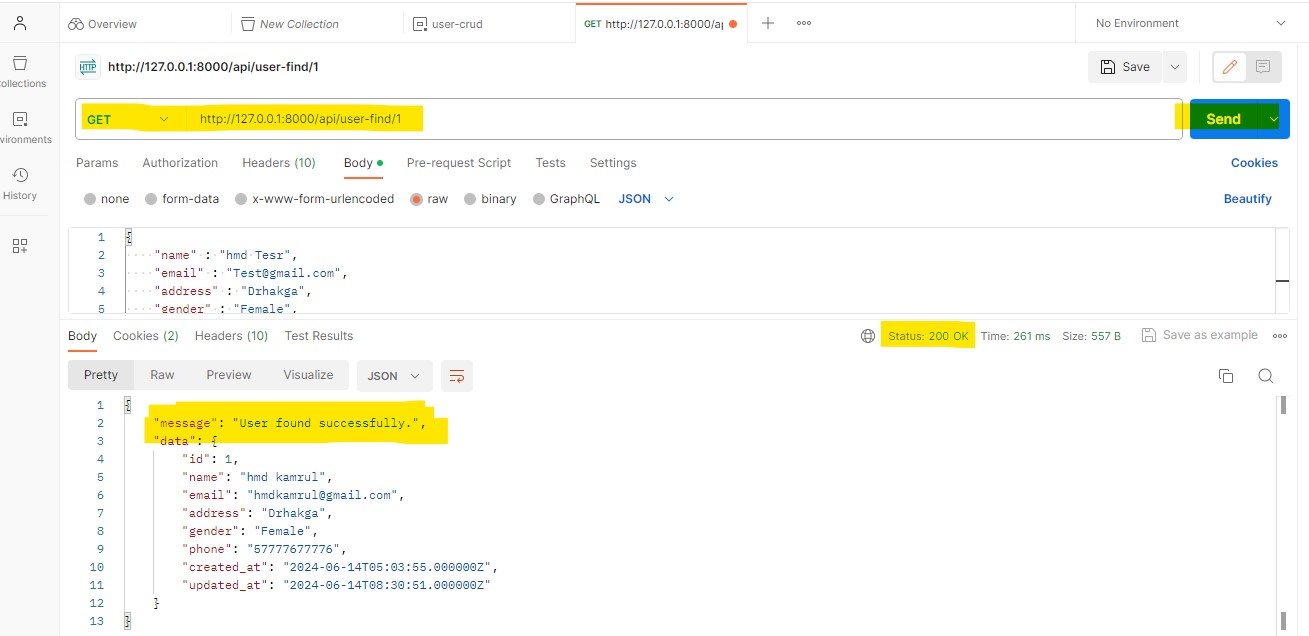 Overview
New Collection
user-crud
GET http://127.0.0.1:8000/ap
No Environment
HTTP http://127.0.0.1:8000/api/user-find/1
Save
ollections
GET http://127.0.0.1:8000/api/user-find/1
Send
vironments
Params Authorization Headers (10) Body Pre-request Script Tests Settings Cookies
History
none form-data x-www-form-urlencoded raw binary GraphQL JSON Beautify
1 {
2 "name" : "hmd Tesr",
3 "email" : "Test@gmail.com",
4 "address" : "Drhakga",
5 "gender" : "Female",
Body Cookies (2) Headers (10) Test Results Status: 200 OK Time: 261 ms Size: 557 B Save as example
Pretty Raw Preview Visualize JSON
1 {
2 "message": "User found successfully.",
3 "data": {
4 "id": 1,
5 "name": "hmd kamrul",
6 "email": "hmdkamrul@gmail.com",
7 "address": "Drhakga",
8 "gender": "Female",
9 "phone": "57777677776",
10 "created_at": "2024-06-14T05:03:55.000000Z",
11 "updated_at": "2024-06-14T08:30:51.000000Z"
12 }
13 }